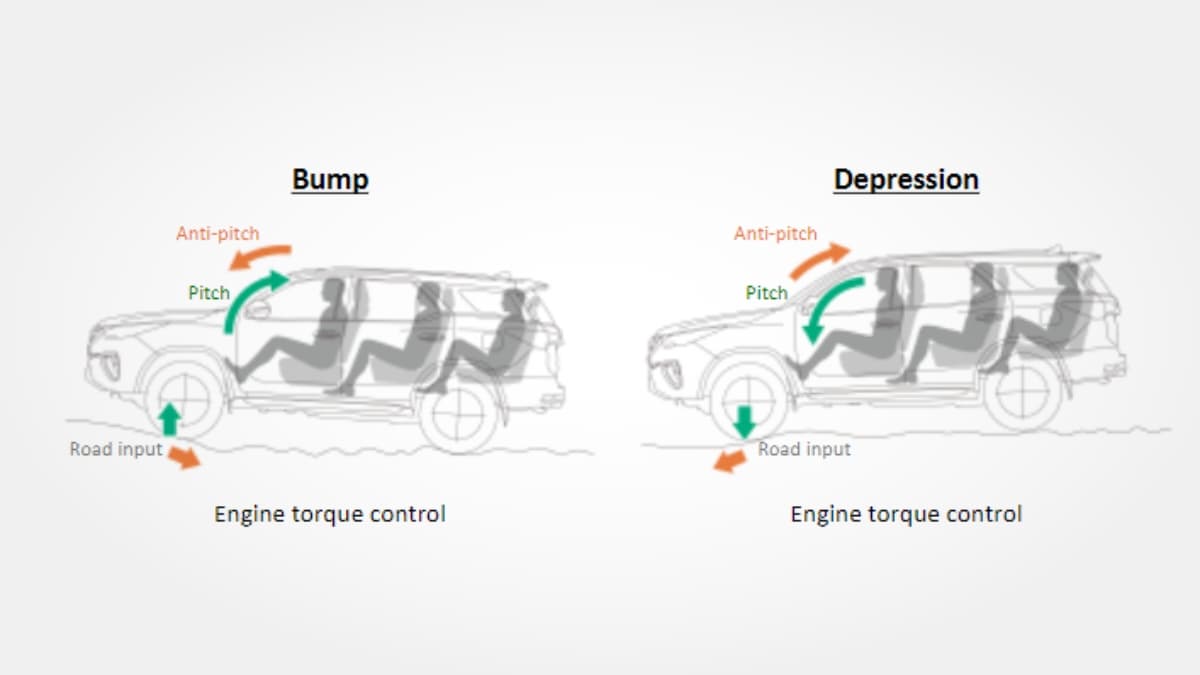 Bump
Anti-pitch
Pitch
Road input
Engine torque control
Depression
Anti-pitch
Pitch
Road input
Engine torque control